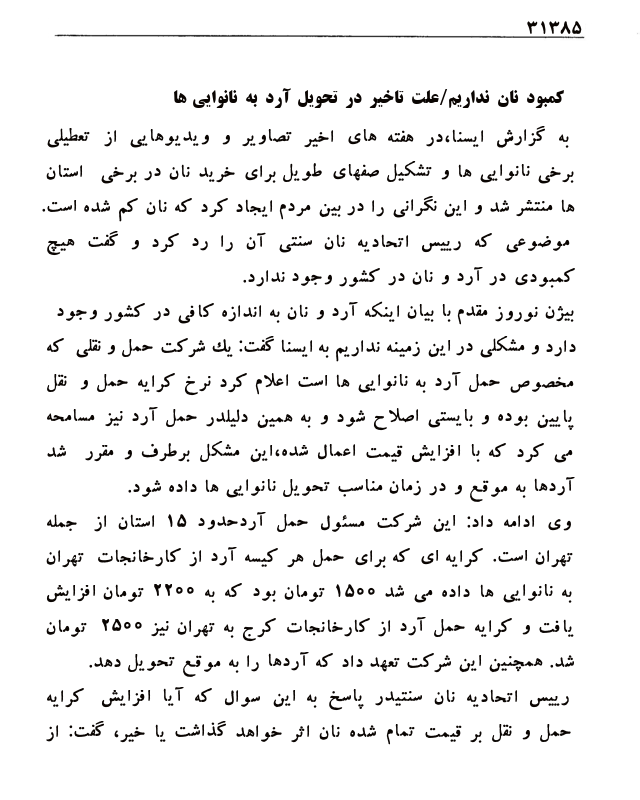 ۳۱۳۸۵
کمبود نان نداریم/علت تاخیر در تحویل آرد به نانوایی ها
به گزارش ایسنا،در هفته های اخیر تصاویر و ویدیوهایی از تعطیلی
برخی نانوایی ها و تشکیل صفهای طویل برای خرید نان در برخی استان
ها منتشر شد و این نگرانی را در بین مردم ایجاد کرد که نان کم شده است.
موضوعی که رییس اتحادیه نان سنتی آن را رد کرد و گفت هیچ
کمبودی در آرد و نان در کشور وجود ندارد.
بیژن نوروز مقدم با بیان اینکه آرد و نان به اندازه کافی در کشور وجود
دارد و مشکلی در این زمینه نداریم به ایسنا گفت: یك شرکت حمل و نقلی که
مخصوص حمل آرد به نانوایی ها است اعلام کرد نرخ کرایه حمل و نقل
پایین بوده و بایستی اصلاح شود و به همین دلیلدر حمل آرد نیز مسامحه
می کرد که با افزایش قیمت اعمال شده،این مشکل برطرف و مقرر شد
آردها به موقع و در زمان مناسب تحویل نانوایی ها داده شود.
وی ادامه داد: این شرکت مسئول حمل آردحدود ۱۵ استان از جمله
تهران است. کرایه ای که برای حمل هر کیسه آرد از کارخانجات تهران
به نانوایی ها داده می شد ۱۵۰۰ تومان بود که به ۲۲۰۰ تومان افزایش
یافت و کرایه حمل آرد از کارخانجات کرج به تهران نیز ۲۵۰۰ تومان
شد. همچنین این شرکت تعهد داد که آردها را به موقع تحویل دهد.
رییس اتحادیه نان سنتیدر پاسخ به این سوال که آیا افزایش کرایه
حمل و نقل بر قیمت تمام شده نان اثر خواهد گذاشت یا خیر، گفت: از